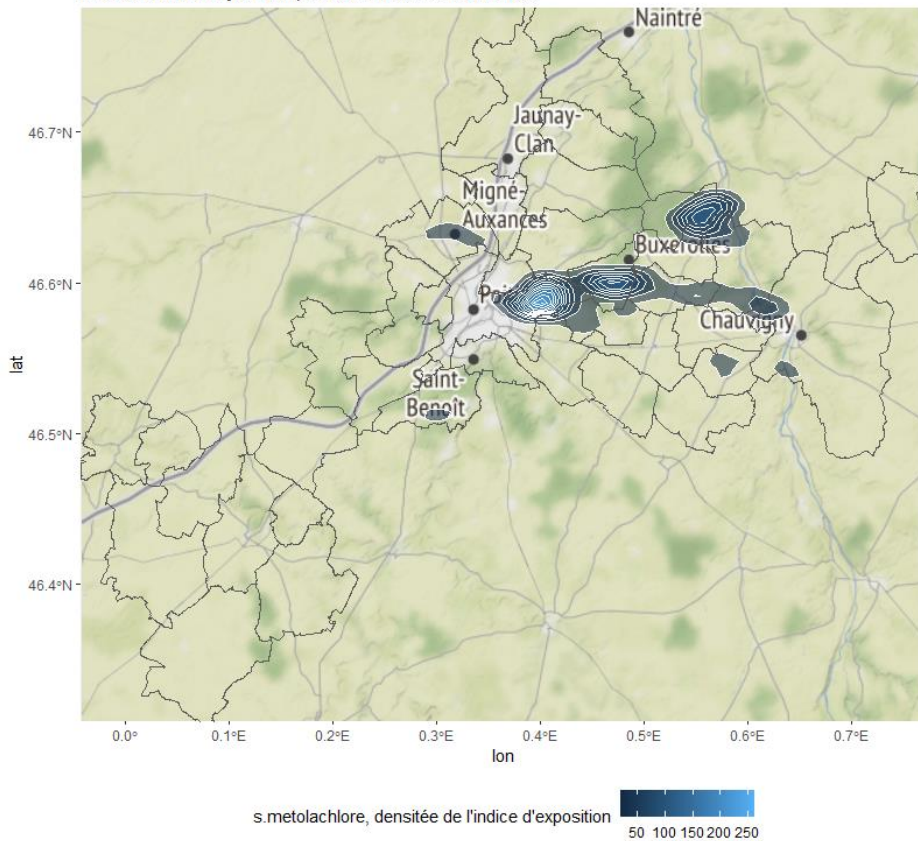 Naintré
46.7°N
Jaunay-
Clan
Migné-
Auxances
Buxerolles
46.6°N
Chauvigny
lat
Saint-
Benoît
46.5°N
46.4°N
0.0°
0.1°E
0.2°E
0.3°E
0.4°E
0.5°E
0.6°E
0.7°E
lon
s.metolachlore, densitée de l'indice d'exposition
50 100 150 200 250